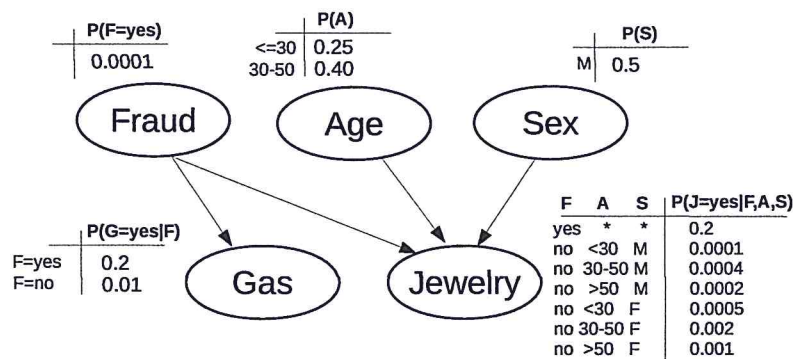 P(F=yes)
0.0001
P(A)
<=30 0.25
30-50 0.40
P(S)
M 0.5
Fraud
Age
Sex
P(G=yes|F)
F=yes 0.2
F=no 0.01
Gas
Jewelry
F A S P(J=yes|F,A,S)
yes * * 0.2
no <30 M 0.0001
no 30-50 M 0.0004
no >50 M 0.0002
no <30 F 0.0005
no 30-50 F 0.002
no >50 F 0.001